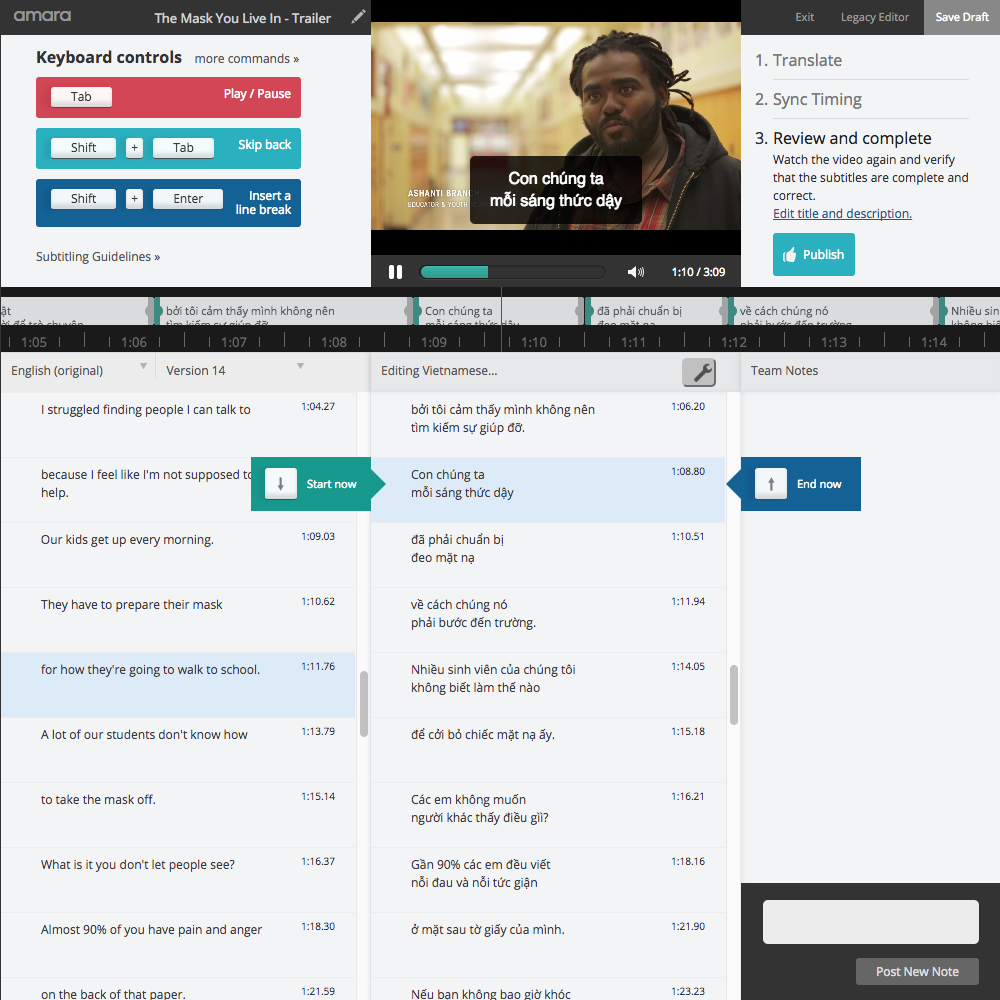 amara
The Mask You Live In - Trailer
Exit
Legacy Editor
Save Draft
Keyboard controls
more commands »
Tab
Play / Pause
Shift
+
Tab
Skip back
Shift
+
Enter
Insert a
line break
Subtitling Guidelines »
ASHANTI BRANCH
EDUCATOR & YOUTH
Con chúng ta
mỗi sáng thức dậy
1:10 / 3:09
1. Translate
2. Sync Timing
3. Review and complete
Watch the video again and verify
that the subtitles are complete and
correct.
Edit title and description.
Publish
bởi tôi cảm thấy mình không nên
tìm kiếm sự giúp đỡ.
Con chúng ta
mỗi sáng thức dậy
đã phải chuẩn bị
đeo mặt nạ
về cách chúng nó
phải bước đến trường.
Nhiều sin
không biế
1:05
1:06
1:07
1:08
1:09
1:10
1:11
1:12
1:13
1:14
English (original)
Version 14
Editing Vietnamese...
Team Notes
I struggled finding people I can talk to
1:04.27
because I feel like I'm not supposed to
help.
Start now
Our kids get up every morning.
1:09.03
They have to prepare their mask
1:10.62
for how they're going to walk to school.
1:11.76
A lot of our students don't know how
1:13.79
to take the mask off.
1:15.14
What is it you don't let people see?
1:16.37
Almost 90% of you have pain and anger
1:18.30
on the back of that paper.
1:21.59
bởi tôi cảm thấy mình không nên
tìm kiếm sự giúp đỡ.
1:06.20
Con chúng ta
mỗi sáng thức dậy
1:08.80
End now
đã phải chuẩn bị
đeo mặt nạ
1:10.51
về cách chúng nó
phải bước đến trường.
1:11.94
Nhiều sinh viên của chúng tôi
không biết làm thế nào
1:14.05
để cởi bỏ chiếc mặt nạ ấy.
1:15.18
Các em không muốn
người khác thấy điều gìì?
1:16.21
Gần 90% các em đều viết
nỗi đau và nỗi tức giận
1:18.16
ở mặt sau tờ giấy của mình.
1:21.90
Nếu bạn không bao giờ khóc
1:23.23
Post New Note